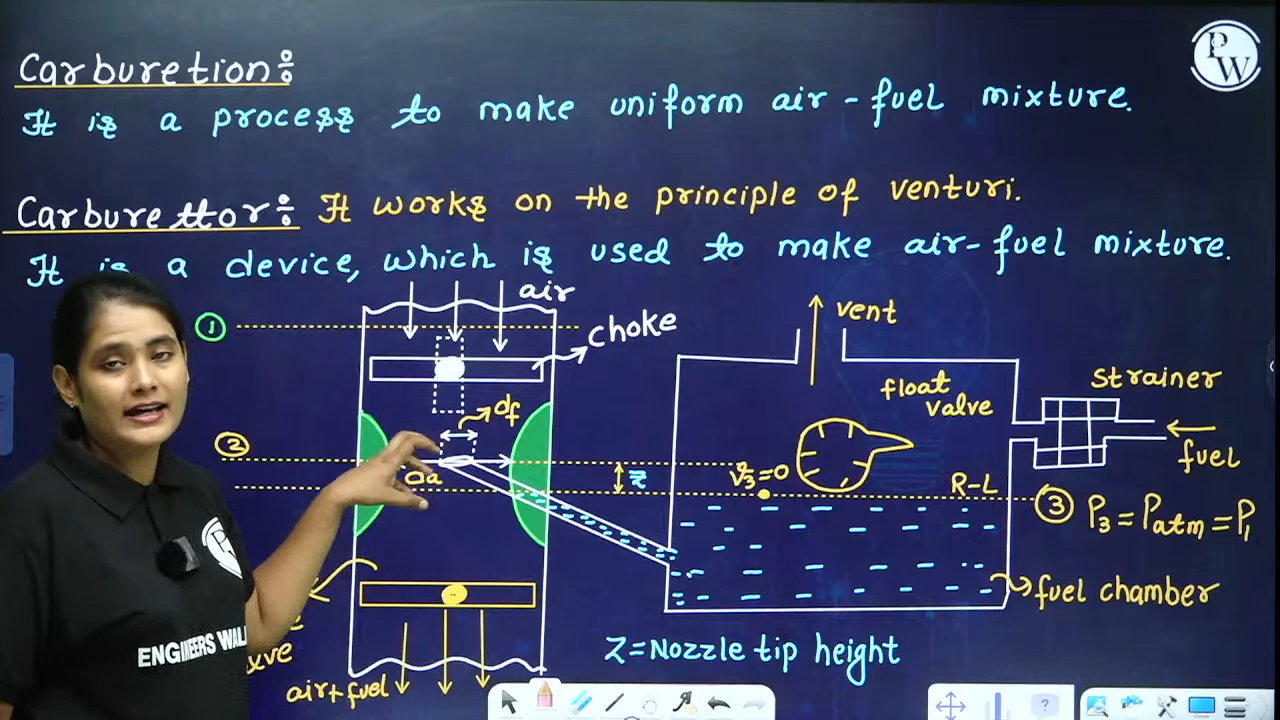 Carburetion:
It is a process to make uniform air-fuel mixture.
Carburettor: It works on the principle of venturi.
It is a device, which is used to make air-fuel mixture.
air
①
choke
vent
strainer
float valve
df
②
fuel
Da
z
V3=0
R-L
③ P3 = Patm = P1
fuel chamber
Z=Nozzle tip height
air+fuel
ENGINEERS WALL
PW